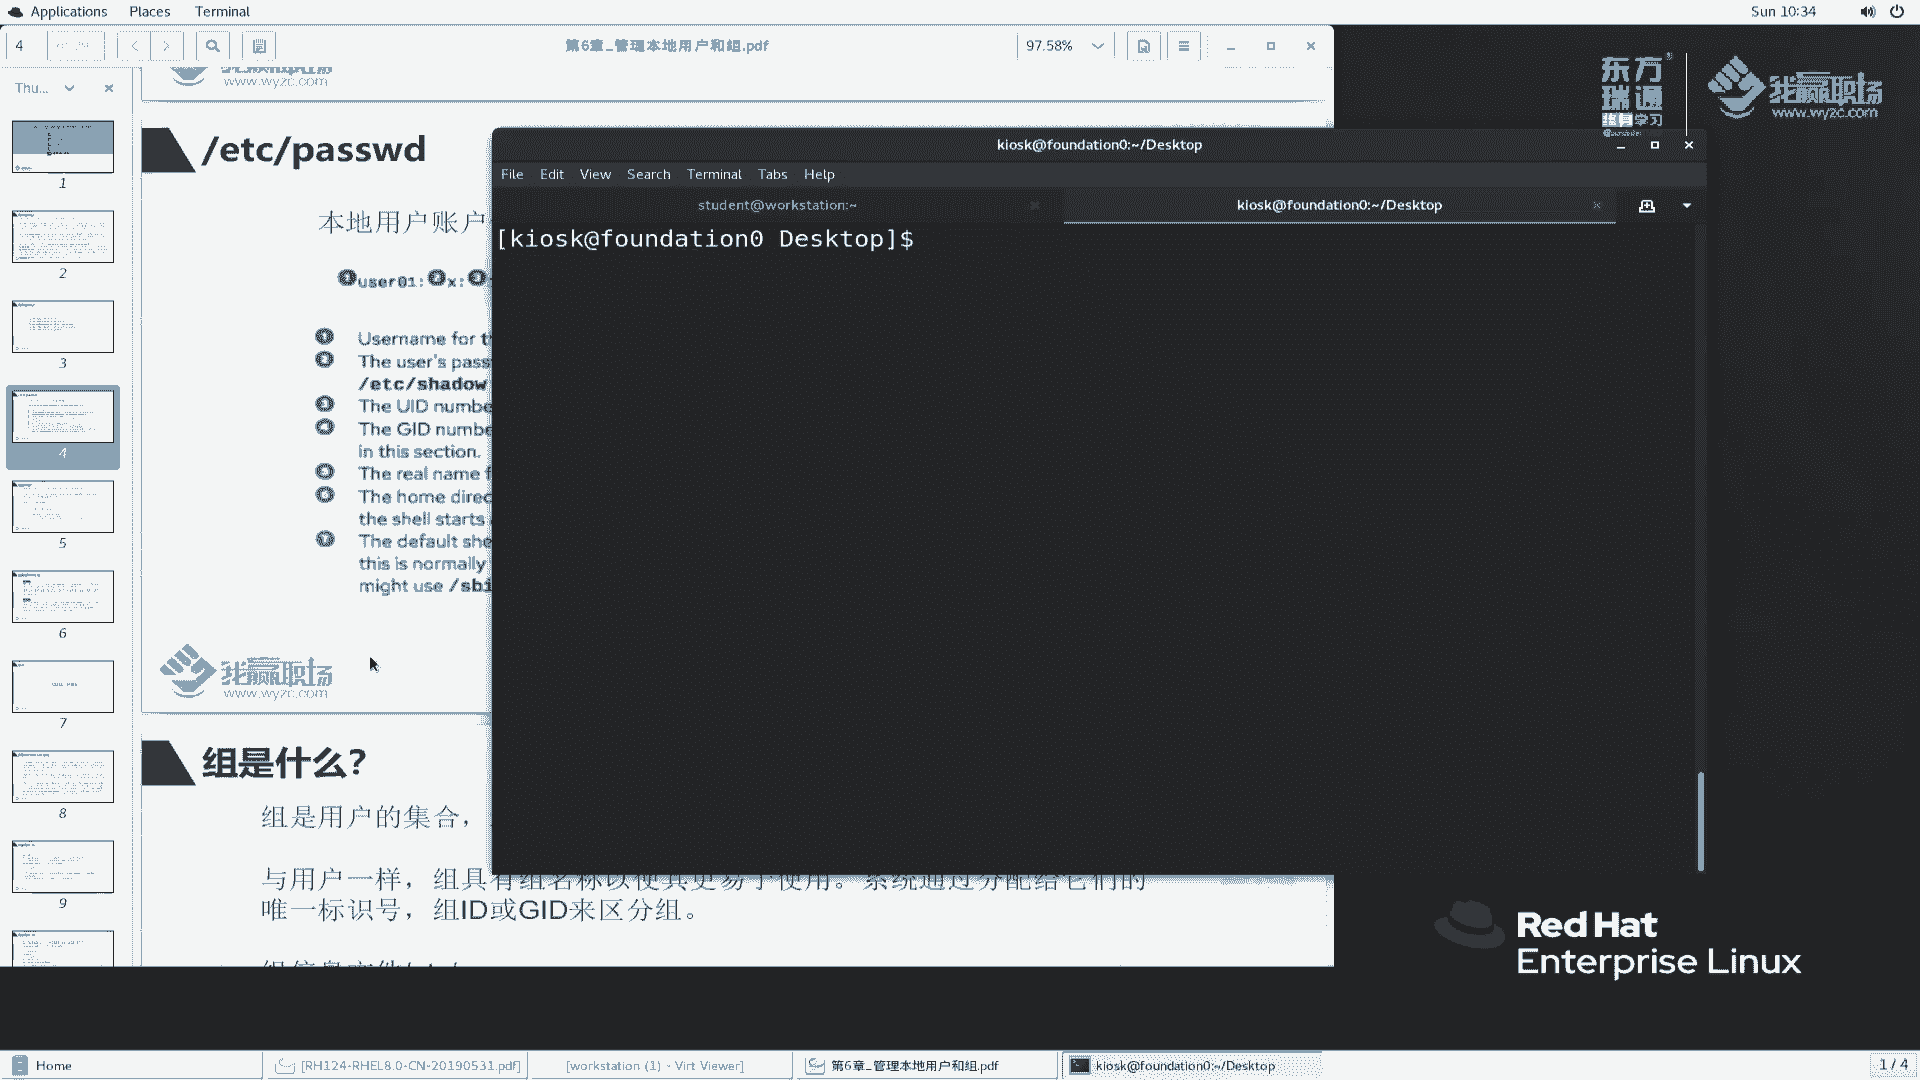 Applications Places Terminal
Sun 10:34
4
第6章_管理本地用户和组.pdf
97.58%
Thu...
1
2
3
4
5
6
7
8
9
www.wyzc.com
/etc/passwd
本地用户账户
①user01:②x:③
① Username for t
② The user's pass
/etc/shadow
③ The UID numbe
④ The GID numbe
in this section.
⑤ The real name f
⑥ The home direc
the shell starts
⑦ The default she
this is normally
might use /sbi
我赢职场
www.wyzc.com
组是什么?
组是用户的集合，
与用户一样，组具有组名称以便其更易于使用。系统通过分配给它们的
唯一标识号，组ID或GID来区分组。
kiosk@foundation0:~/Desktop
File Edit View Search Terminal Tabs Help
student@workstation:~
kiosk@foundation0:~/Desktop
[kiosk@foundation0 Desktop]$
东方
瑞通
终身学习
我赢职场
www.wyzc.com
Red Hat
Enterprise Linux
Home
[RH124-RHEL8.0-CN-20190531.pdf]
[workstation (1) - Virt Viewer]
第6章_管理本地用户和组.pdf
kiosk@foundation0:~/Desktop
1 / 4